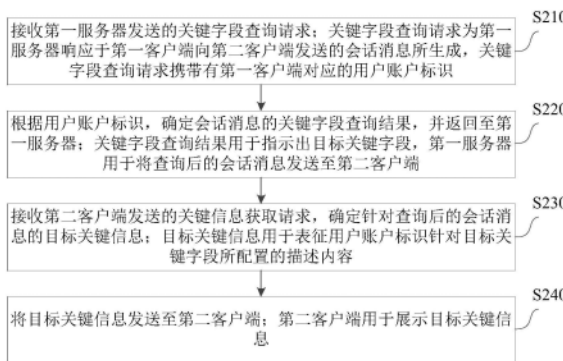 接收第一服务器发送的关键字段查询请求；关键字段查询请求为第
一服务器响应于第一客户端向第二客户端发送的会话消息所生成，关
键字段查询请求携带有第一客户端对应的用户账户标识
S210
根据用户账户标识，确定会话消息的关键字段查询结果，并返回至第
一服务器；关键字段查询结果用于指示出目标关键字段，第一服务器
用于将查询后的会话消息发送至第二客户端
S220
接收第二客户端发送的关键信息获取请求，确定针对查询后的会话消
息的目标关键信息；目标关键信息用于表征用户账户标识针对目标关
键字段所配置的描述内容
S230
将目标关键信息发送至第二客户端；第二客户端用于展示目标关键信
息
S240